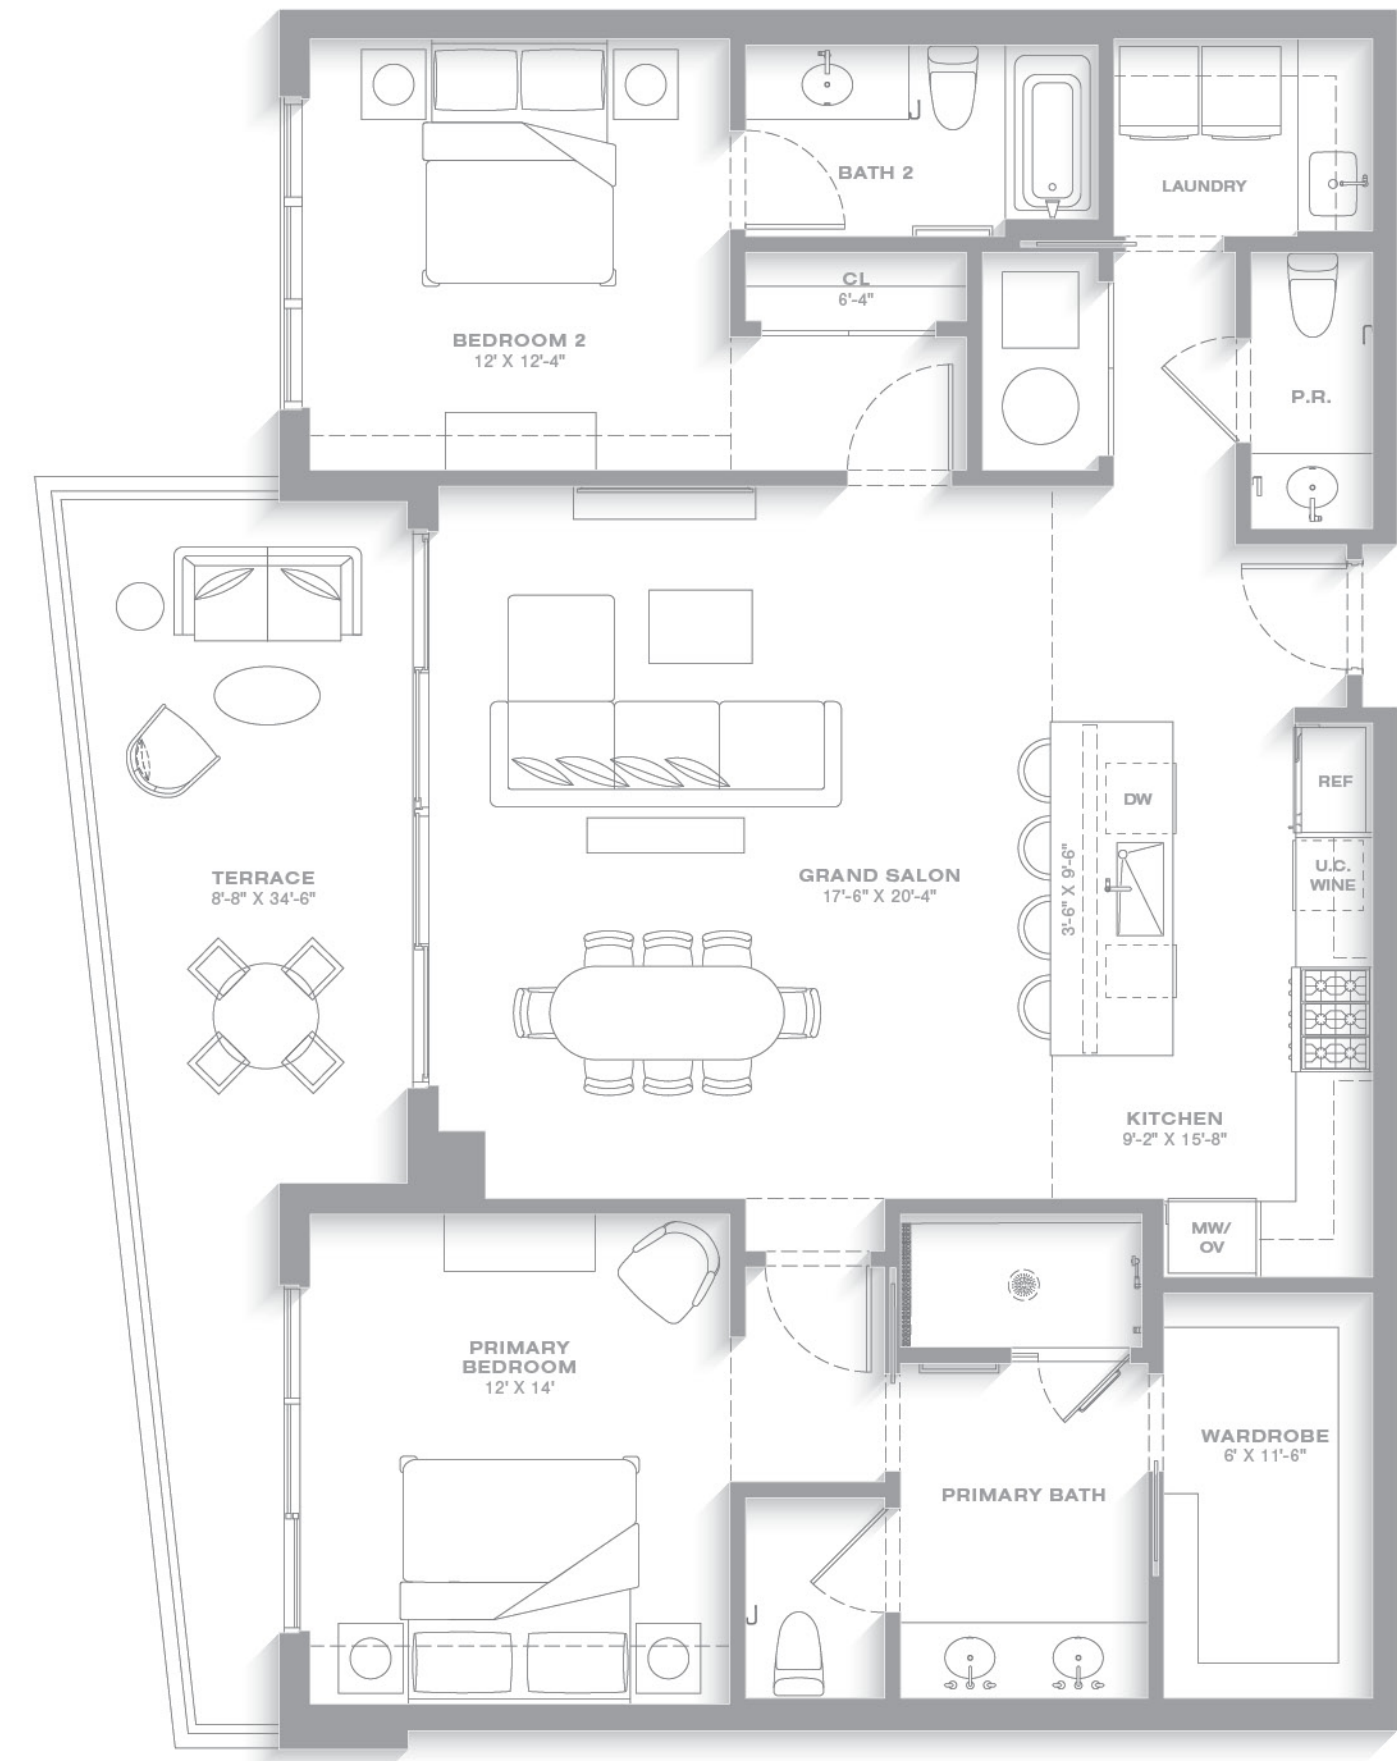 BATH 2
LAUNDRY
CL
6'-4"
BEDROOM 2
12' X 12'-4"
P.R.
REF
DW
U.C.
WINE
3'-6" X 9'-6"
TERRACE
8'-8" X 34'-6"
GRAND SALON
17'-6" X 20'-4"
KITCHEN
9'-2" X 15'-8"
MW/
OV
PRIMARY
BEDROOM
12' X 14'
WARDROBE
6' X 11'-6"
PRIMARY BATH